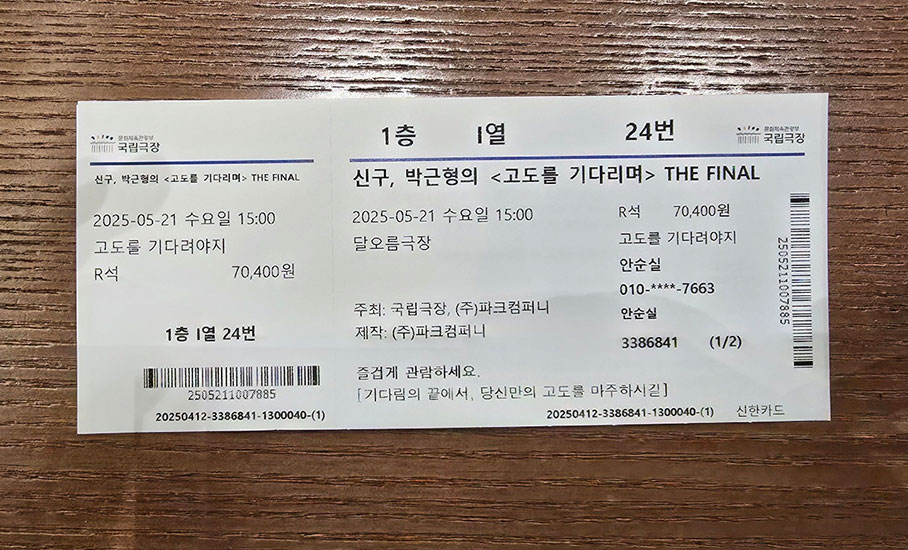 문화체육관광부
국립극장
신구, 박근형의 <고도를 기다리며> THE FINAL
2025-05-21 수요일 15:00
고도를 기다려야지
R석 70,400원
1층 I열 24번
2505211007885
20250412-3386841-1300040-(1)
1층 I열 24번
문화체육관광부
국립극장
신구, 박근형의 <고도를 기다리며> THE FINAL
2025-05-21 수요일 15:00
달오름극장
주최: 국립극장, (주)파크컴퍼니
제작: (주)파크컴퍼니
즐겁게 관람하세요.
[기다림의 끝에서, 당신만의 고도를 마주하시길]
R석 70,400원
고도를 기다려야지
안순실
010-****-7663
안순실
3386841 (1/2)
20250412-3386841-1300040-(1) 신한카드
2505211007885